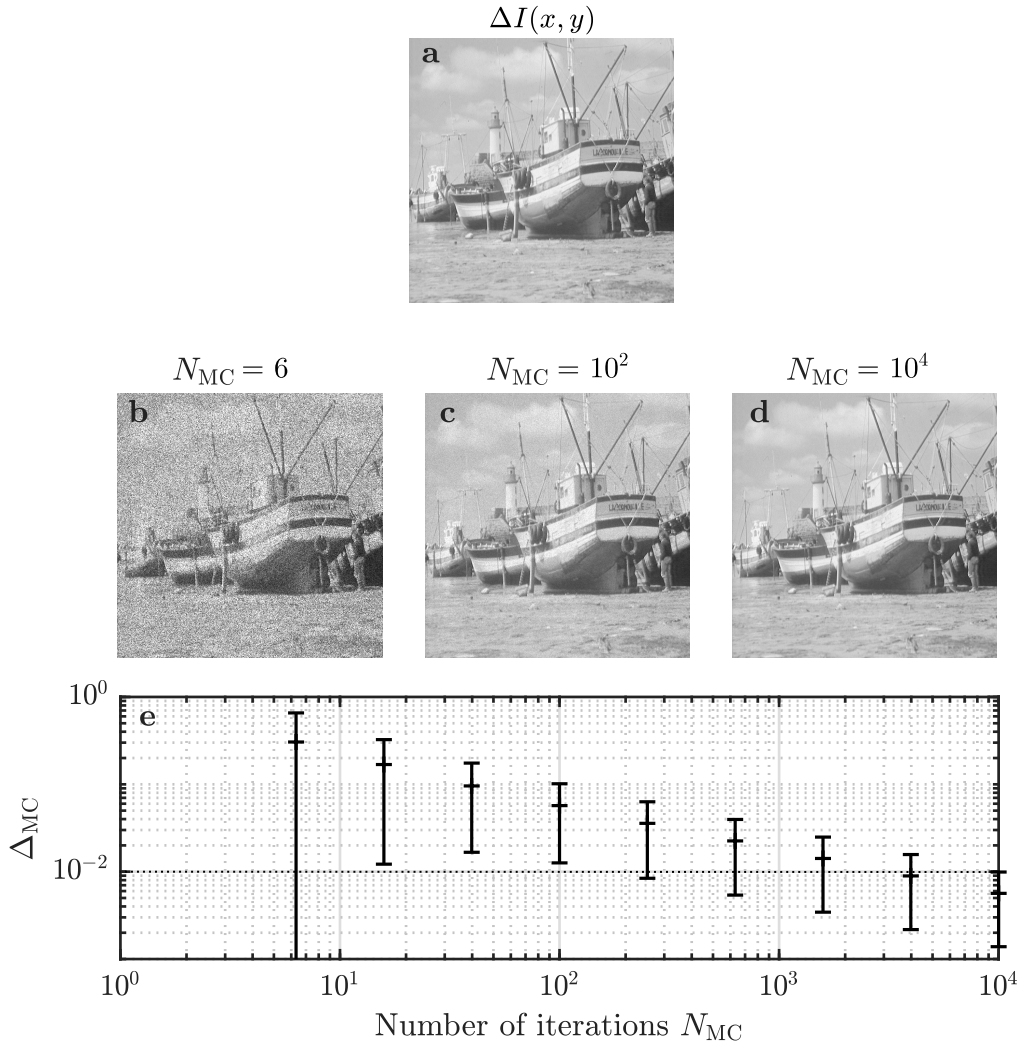 ΔI(x, y)
a
N_MC = 6
N_MC = 10^2
N_MC = 10^4
b
c
d
e
10^0
10^-2
Δ_MC
10^0 10^1 10^2 10^3 10^4
Number of iterations N_MC